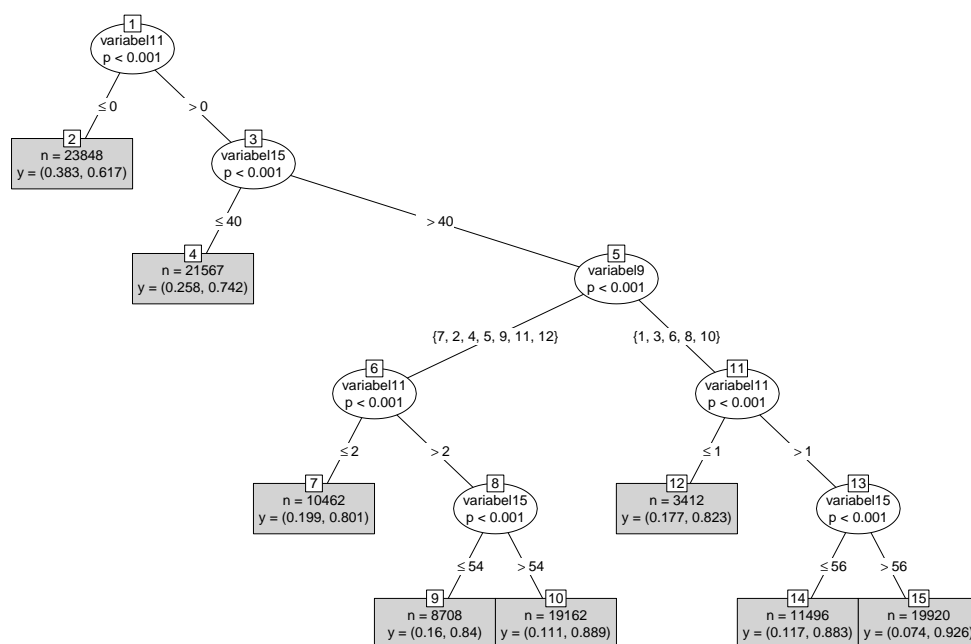 1
variabel11
p < 0.001
≤ 0
> 0
2
n = 23848
y = (0.383, 0.617)
3
variabel15
p < 0.001
≤ 40
> 40
4
n = 21567
y = (0.258, 0.742)
5
variabel9
p < 0.001
{7, 2, 4, 5, 9, 11, 12}
{1, 3, 6, 8, 10}
6
variabel11
p < 0.001
≤ 2
> 2
7
n = 10462
y = (0.199, 0.801)
8
variabel15
p < 0.001
≤ 54
> 54
9
n = 8708
y = (0.16, 0.84)
10
n = 19162
y = (0.111, 0.889)
11
variabel11
p < 0.001
≤ 1
> 1
12
n = 3412
y = (0.177, 0.823)
13
variabel15
p < 0.001
≤ 56
> 56
14
n = 11496
y = (0.117, 0.883)
15
n = 19920
y = (0.074, 0.926)